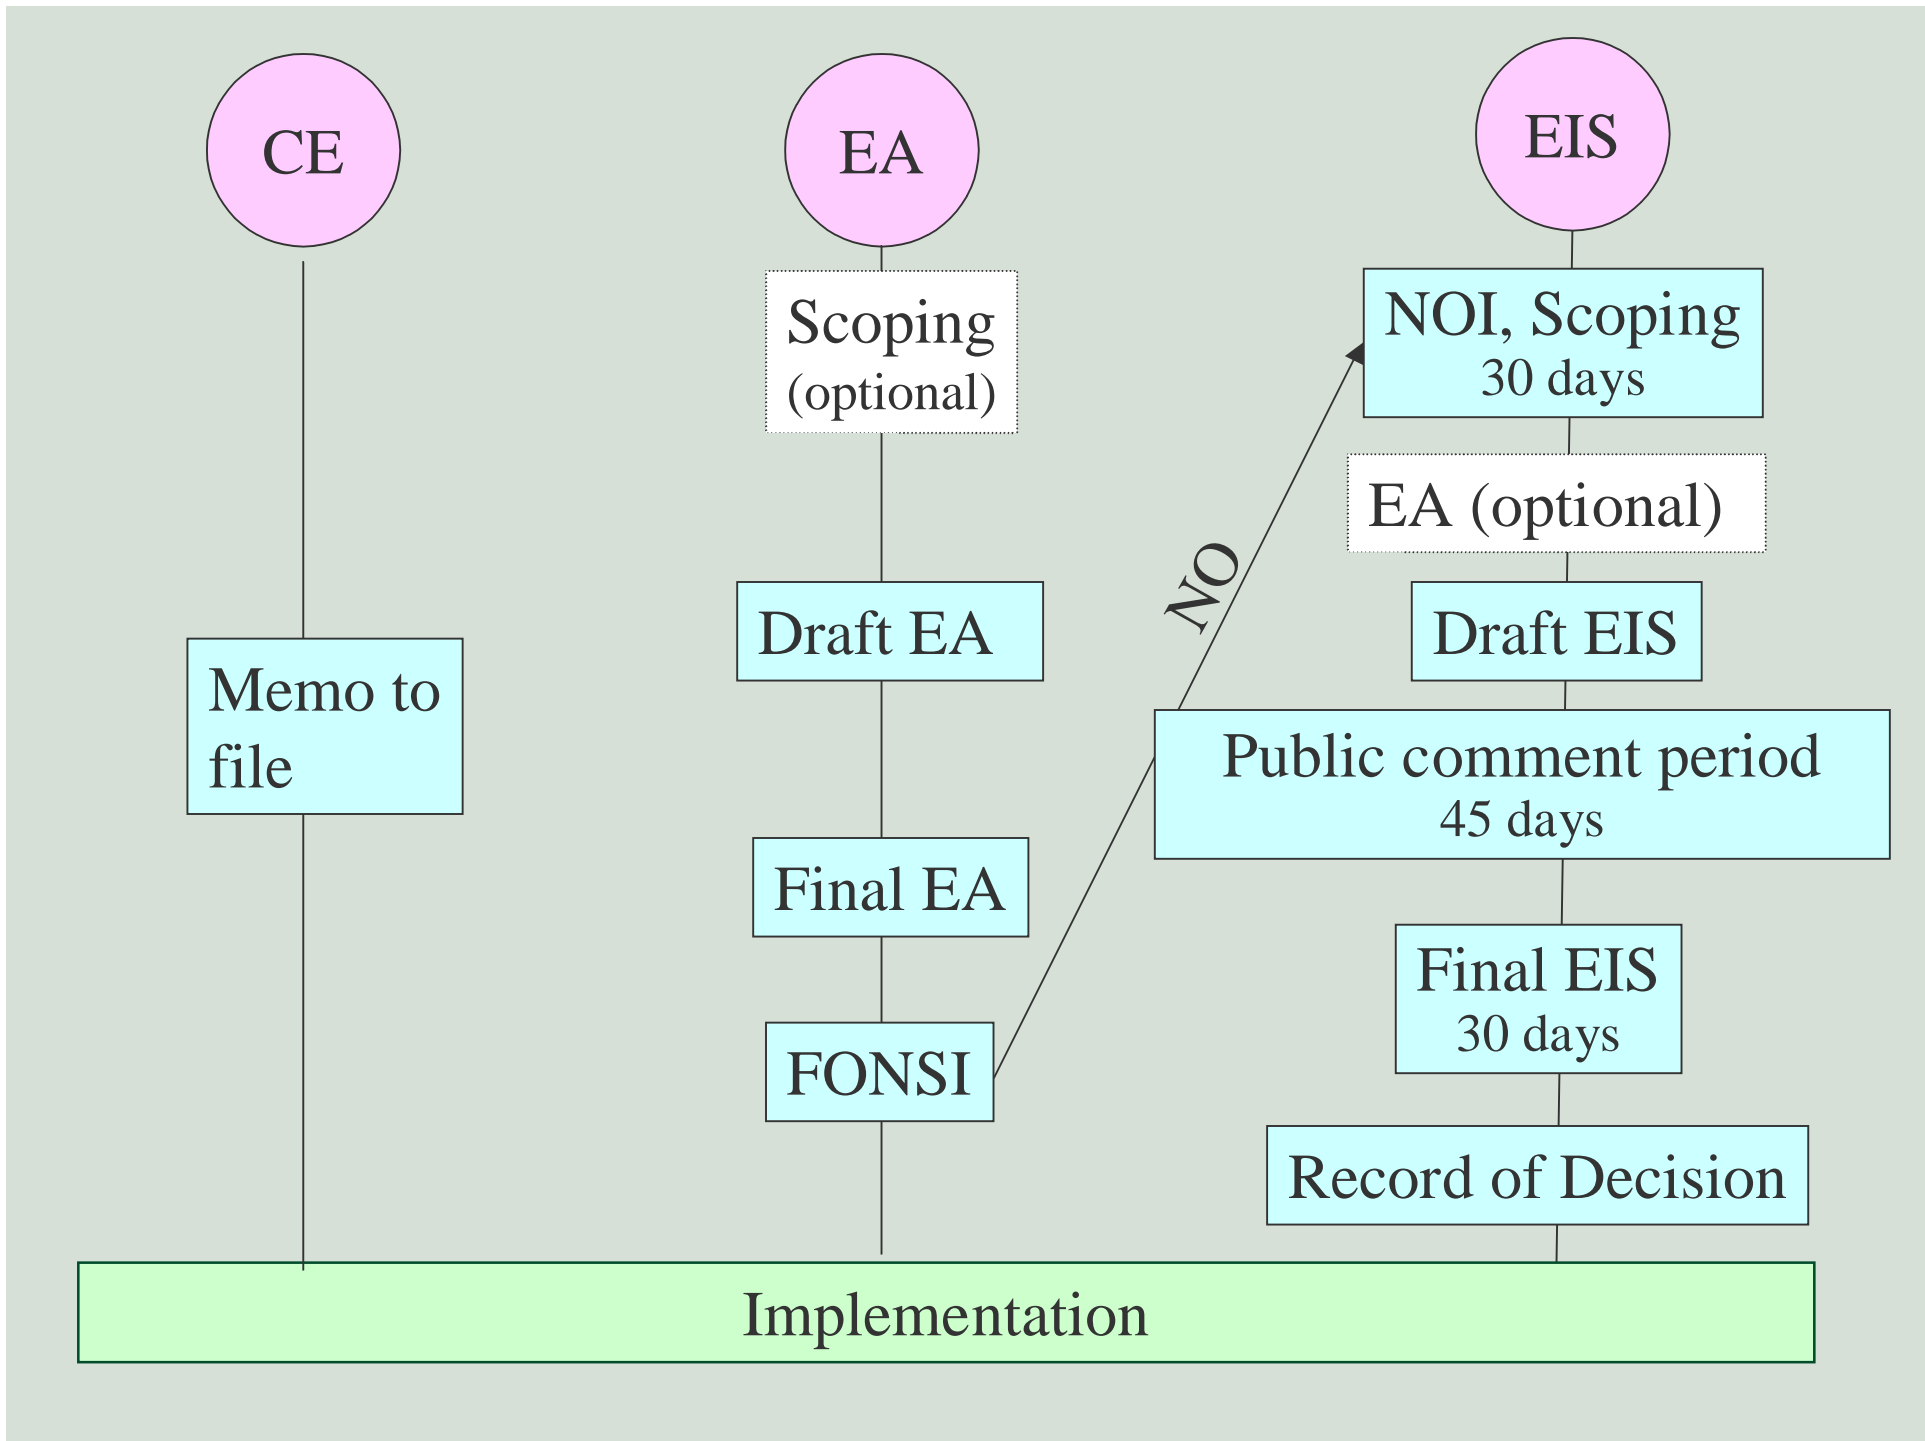 CE
Memo to
file
EA
Scoping
(optional)
Draft EA
Final EA
FONSI
NO
EIS
NOI, Scoping
30 days
EA (optional)
Draft EIS
Public comment period
45 days
Final EIS
30 days
Record of Decision
Implementation